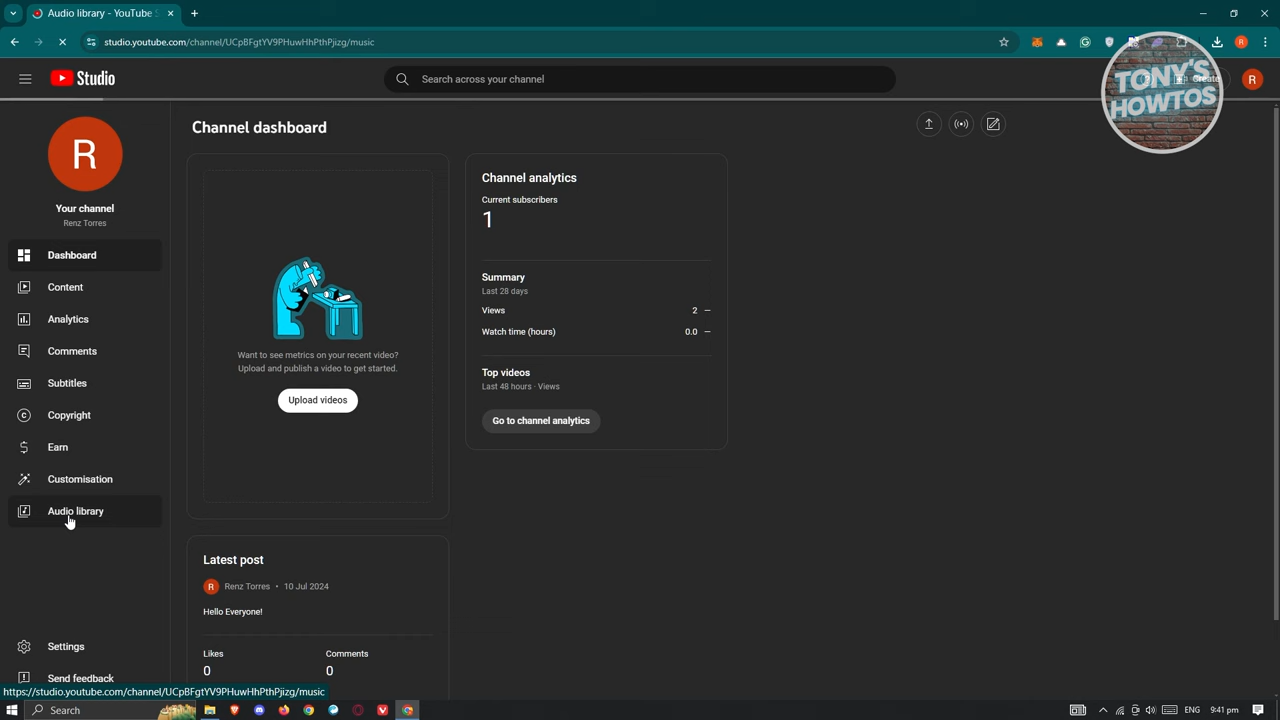 Audio library - YouTube S
studio.youtube.com/channel/UCpBFgtYV9PHuwHhPthPjizg/music
Studio
Search across your channel
Create
TONY'S
HOWTOS
R
Your channel
Renz Torres
Dashboard
Content
Analytics
Comments
Subtitles
Copyright
Earn
Customisation
Audio library
Settings
Send feedback
Channel dashboard
Want to see metrics on your recent video?
Upload and publish a video to get started.
Upload videos
Channel analytics
Current subscribers
1
Summary
Last 28 days
Views 2 —
Watch time (hours) 0.0 —
Top videos
Last 48 hours · Views
Go to channel analytics
Latest post
R Renz Torres • 10 Jul 2024
Hello Everyone!
Likes Comments
0 0
https://studio.youtube.com/channel/UCpBFgtYV9PHuwHhPthPjizg/music
Search
ENG 9:41 pm